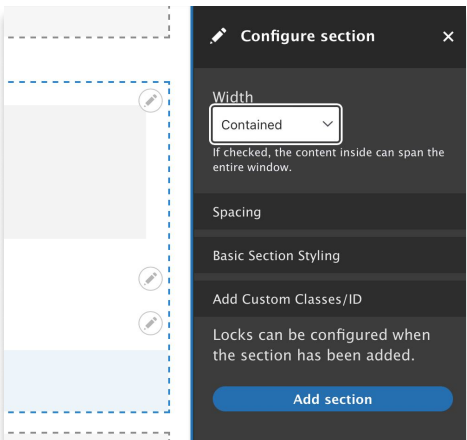 Configure section
Width
Contained
If checked, the content inside can span the
entire window.
Spacing
Basic Section Styling
Add Custom Classes/ID
Locks can be configured when
the section has been added.
Add section